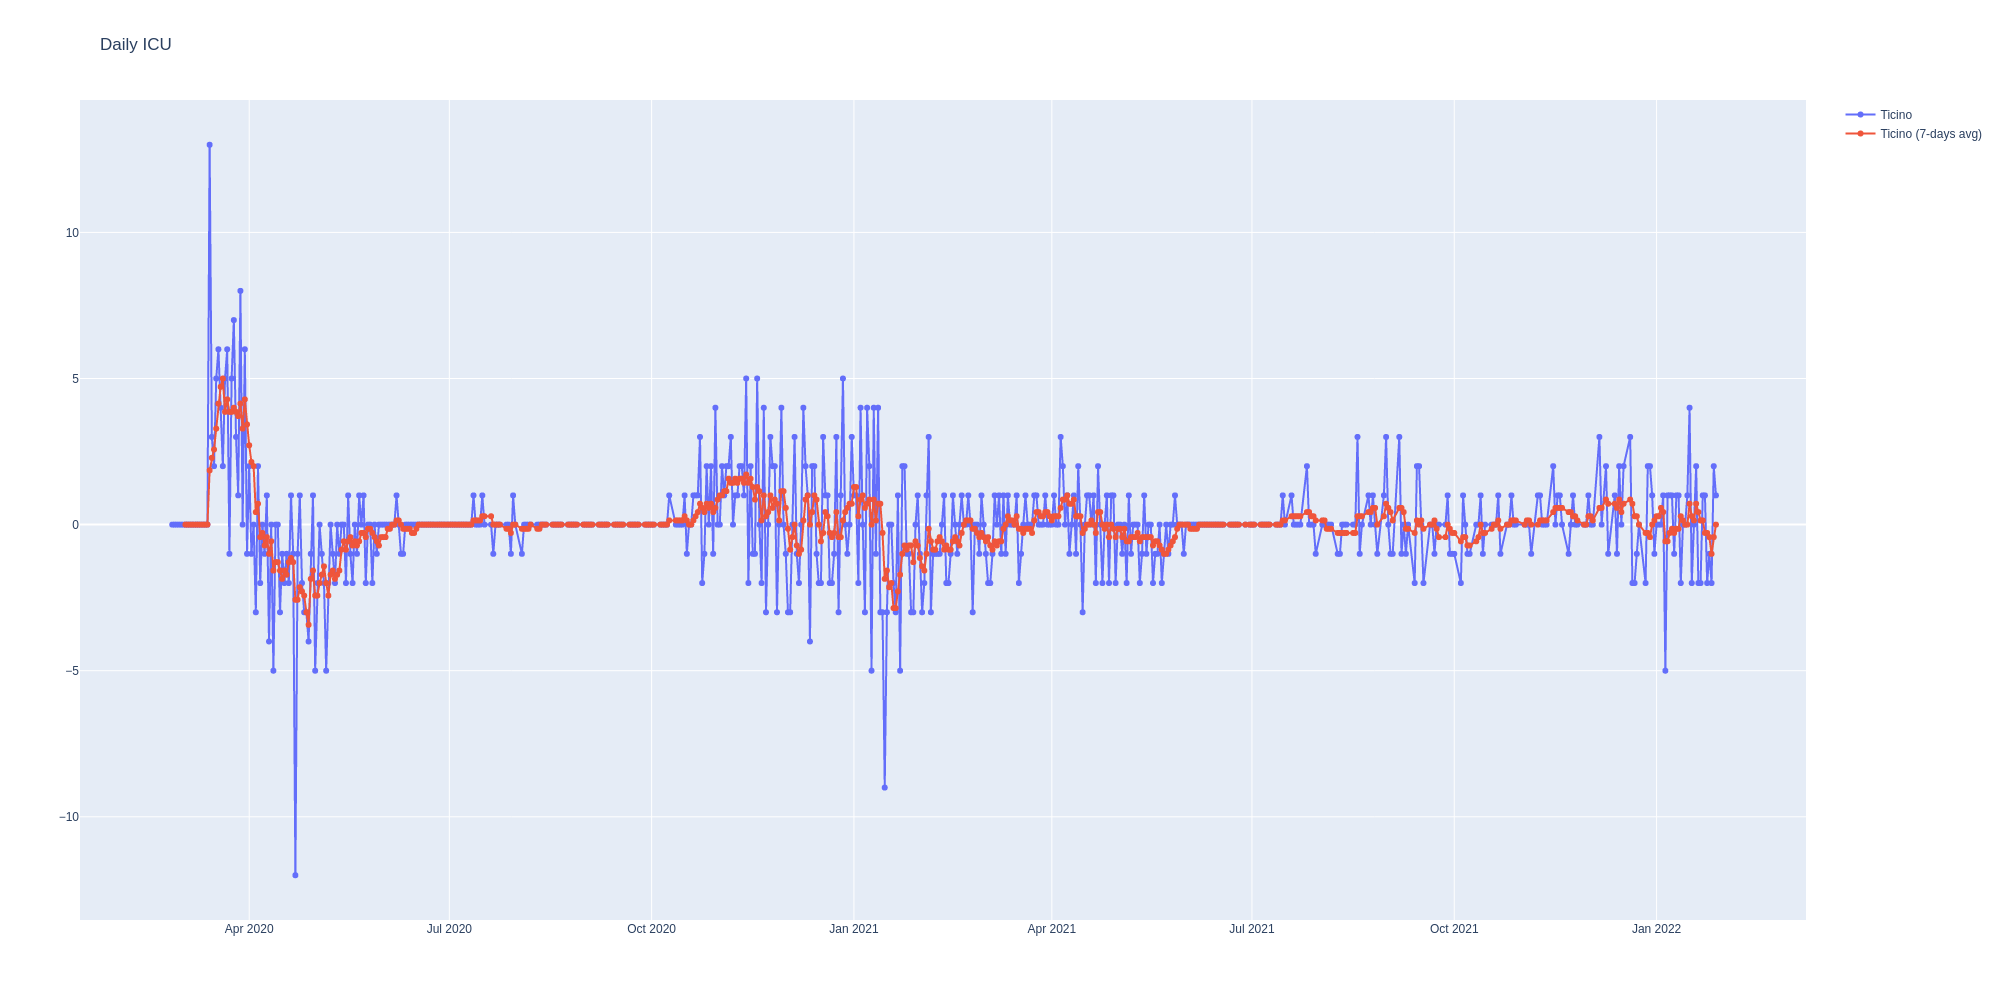 Daily ICU
Ticino
Ticino (7-days avg)
10
5
0
−5
−10
Apr 2020
Jul 2020
Oct 2020
Jan 2021
Apr 2021
Jul 2021
Oct 2021
Jan 2022